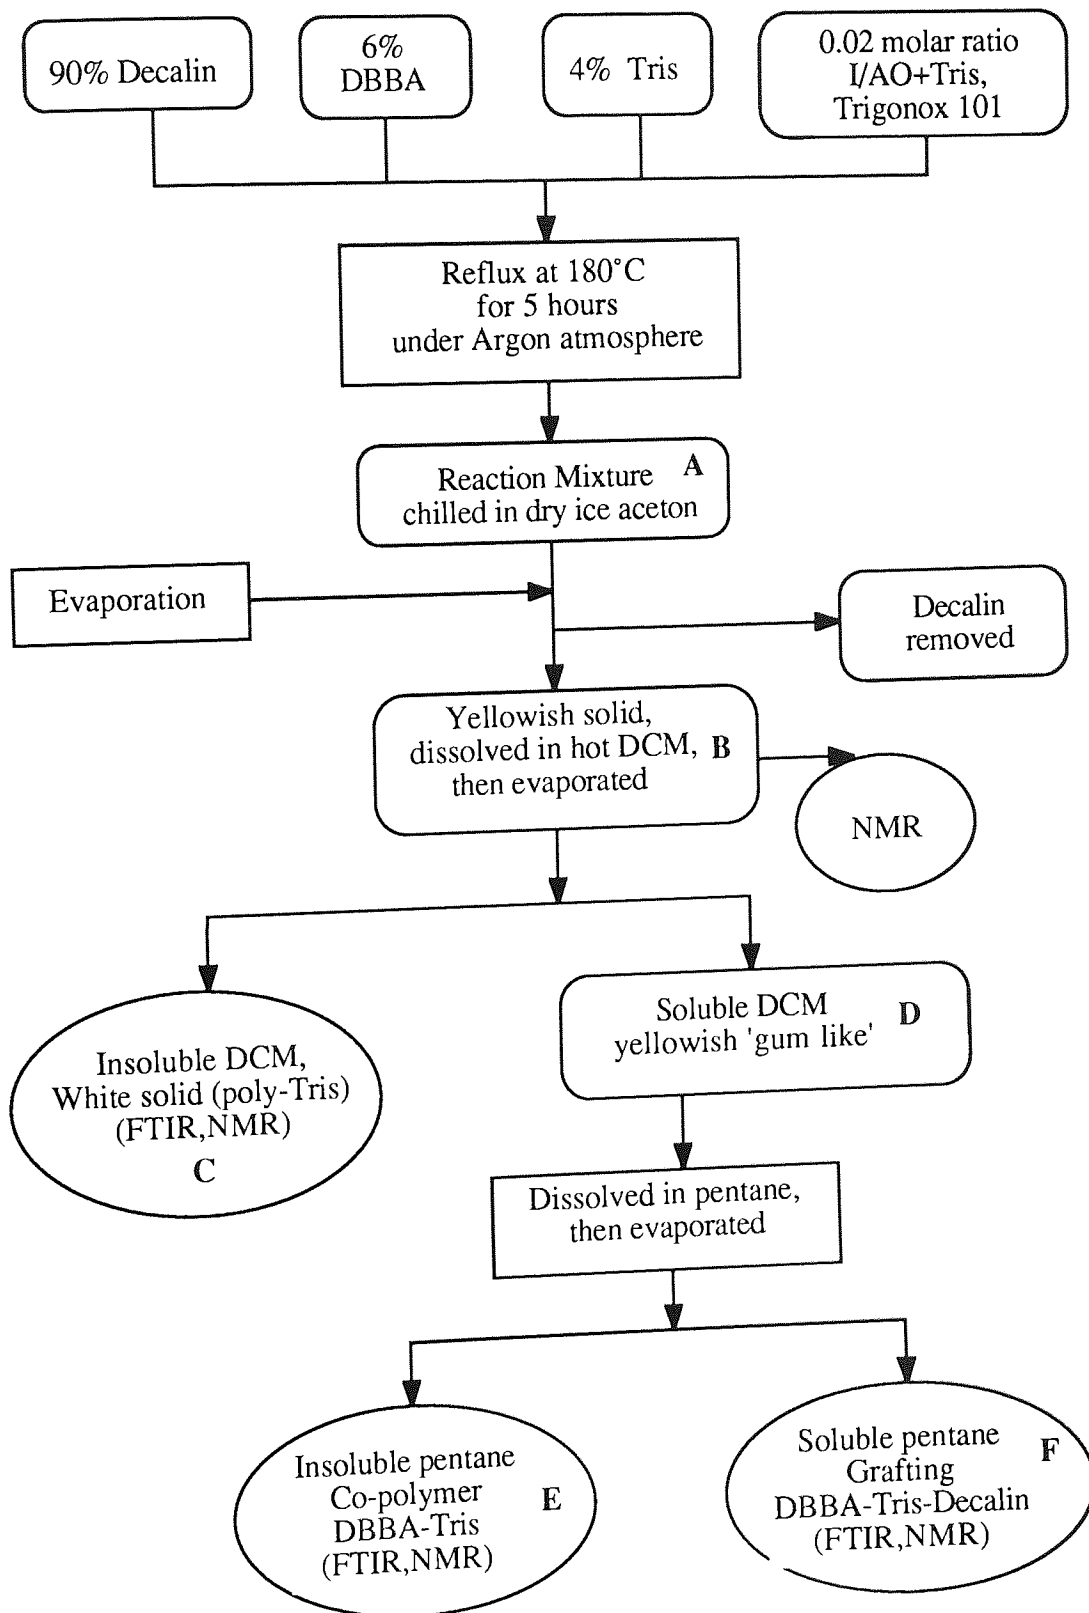 90% Decalin
6%
DBBA
4% Tris
0.02 molar ratio
I/AO+Tris,
Trigonox 101
Reflux at 180°C
for 5 hours
under Argon atmosphere
Reaction Mixture A
chilled in dry ice aceton
Evaporation
Decalin
removed
Yellowish solid,
dissolved in hot DCM, B
then evaporated
NMR
Insoluble DCM,
White solid (poly-Tris)
(FTIR,NMR)
C
Soluble DCM D
yellowish 'gum like'
Dissolved in pentane,
then evaporated
Insoluble pentane
Co-polymer E
DBBA-Tris
(FTIR,NMR)
Soluble pentane F
Grafting
DBBA-Tris-Decalin
(FTIR,NMR)